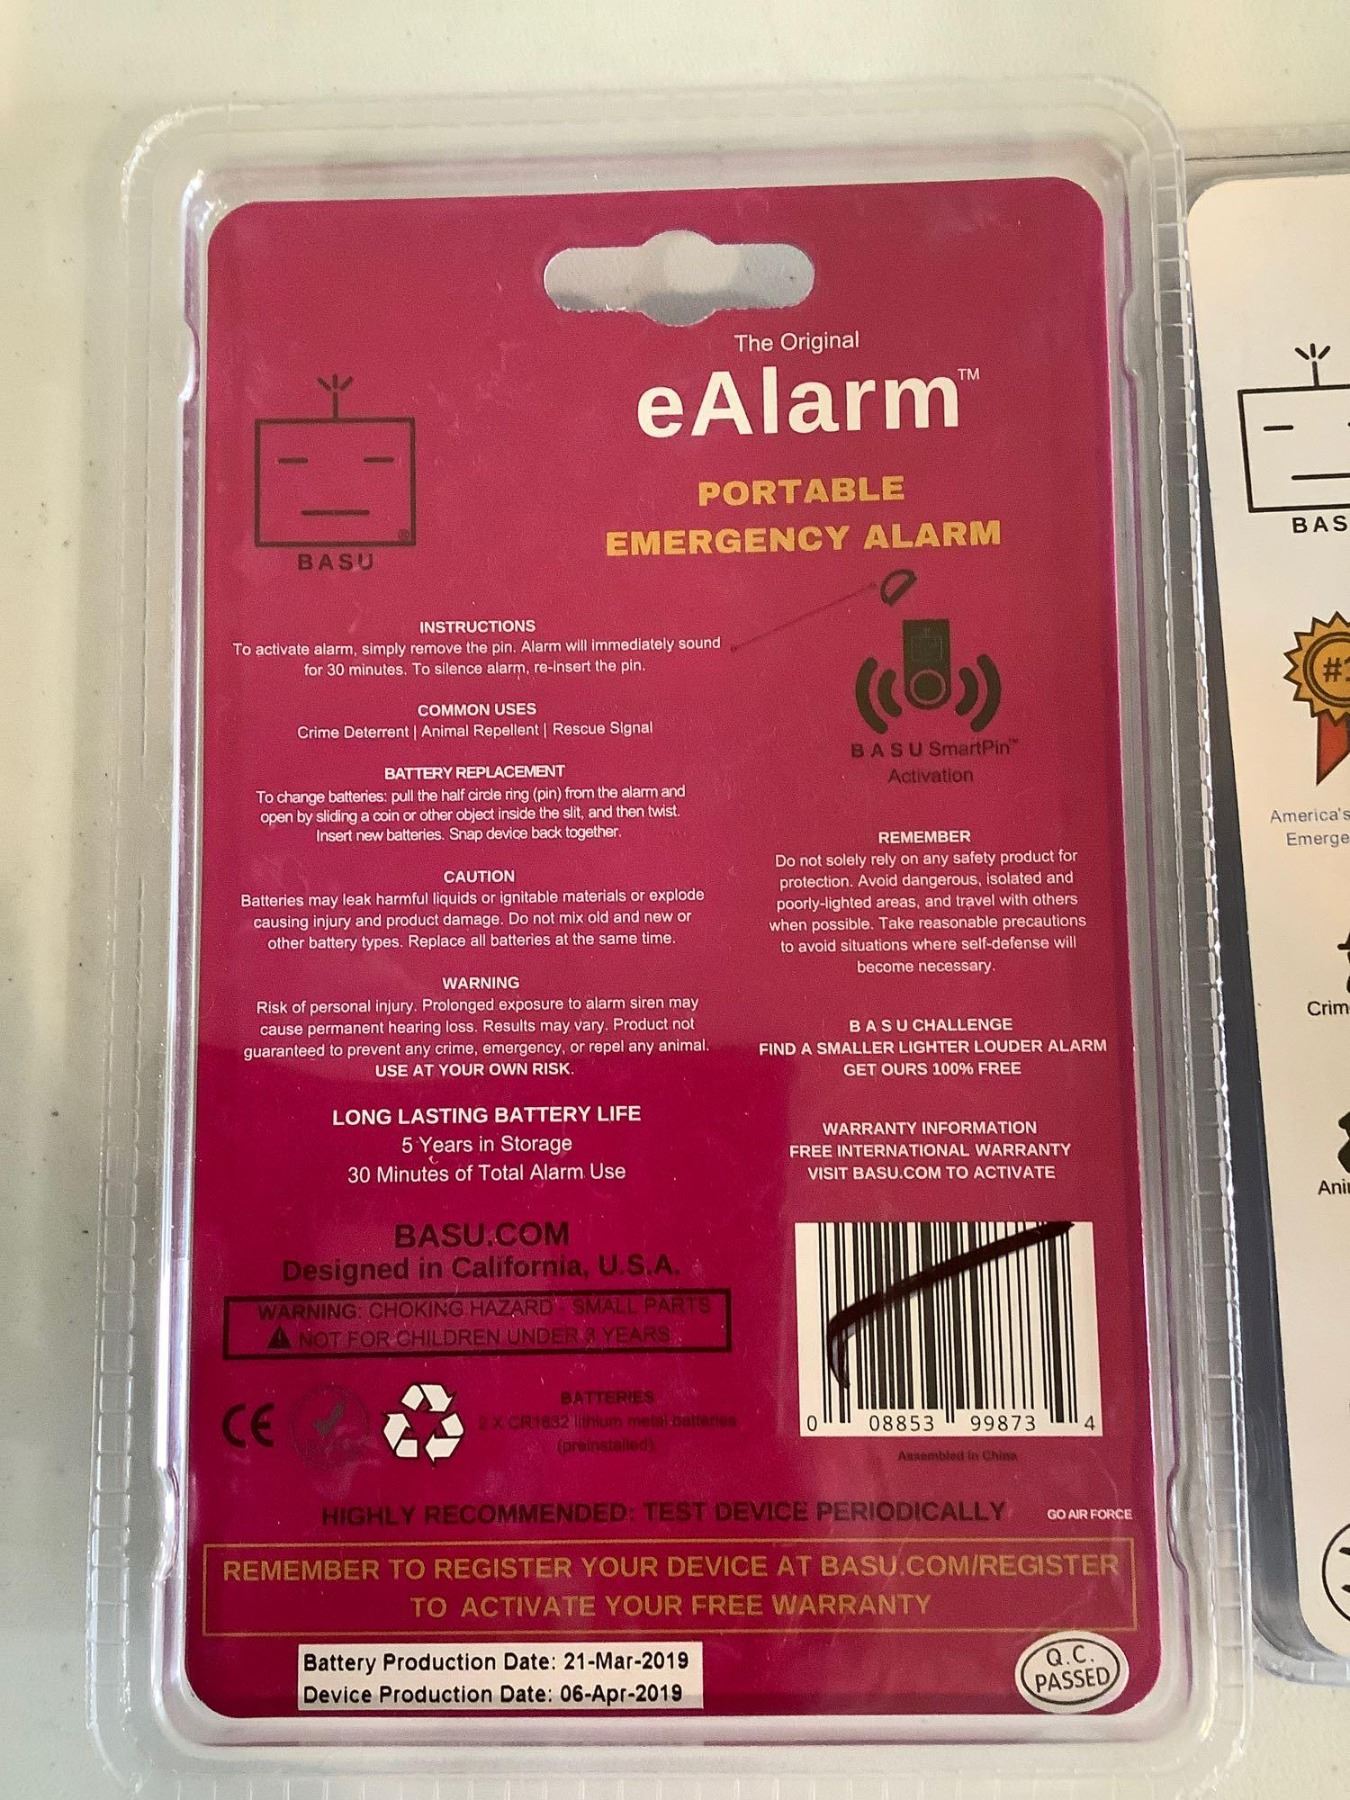 The Original
eAlarm™
PORTABLE
EMERGENCY ALARM
BASU
INSTRUCTIONS
To activate alarm, simply remove the pin. Alarm will immediately sound
for 30 minutes. To silence alarm, re-insert the pin.
COMMON USES
Crime Deterrent | Animal Repellent | Rescue Signal
BATTERY REPLACEMENT
To change batteries: pull the half circle ring (pin) from the alarm and
open by sliding a coin or other object inside the slit, and then twist.
Insert new batteries. Snap device back together.
CAUTION
Batteries may leak harmful liquids or ignitable materials or explode
causing injury and product damage. Do not mix old and new or
other battery types. Replace all batteries at the same time.
WARNING
Risk of personal injury. Prolonged exposure to alarm siren may
cause permanent hearing loss. Results may vary. Product not
guaranteed to prevent any crime, emergency, or repel any animal.
USE AT YOUR OWN RISK.
LONG LASTING BATTERY LIFE
5 Years in Storage
30 Minutes of Total Alarm Use
BASU.COM
Designed in California, U.S.A.
WARNING: CHOKING HAZARD - SMALL PARTS
NOT FOR CHILDREN UNDER 3 YEARS
CE
BATTERIES
2 X CR1632 lithium metal batteries
(preinstalled)
BASU SmartPin™
Activation
REMEMBER
Do not solely rely on any safety product for
protection. Avoid dangerous, isolated and
poorly-lighted areas, and travel with others
when possible. Take reasonable precautions
to avoid situations where self-defense will
become necessary.
BASU CHALLENGE
FIND A SMALLER LIGHTER LOUDER ALARM
GET OURS 100% FREE
WARRANTY INFORMATION
FREE INTERNATIONAL WARRANTY
VISIT BASU.COM TO ACTIVATE
0 08853 99873 4
Assembled in China
HIGHLY RECOMMENDED: TEST DEVICE PERIODICALLY
GO AIR FORCE
REMEMBER TO REGISTER YOUR DEVICE AT BASU.COM/REGISTER
TO ACTIVATE YOUR FREE WARRANTY
Battery Production Date: 21-Mar-2019
Device Production Date: 06-Apr-2019
Q.C.
PASSED
BAS
#1
America's
Emerge
Crim
Ani